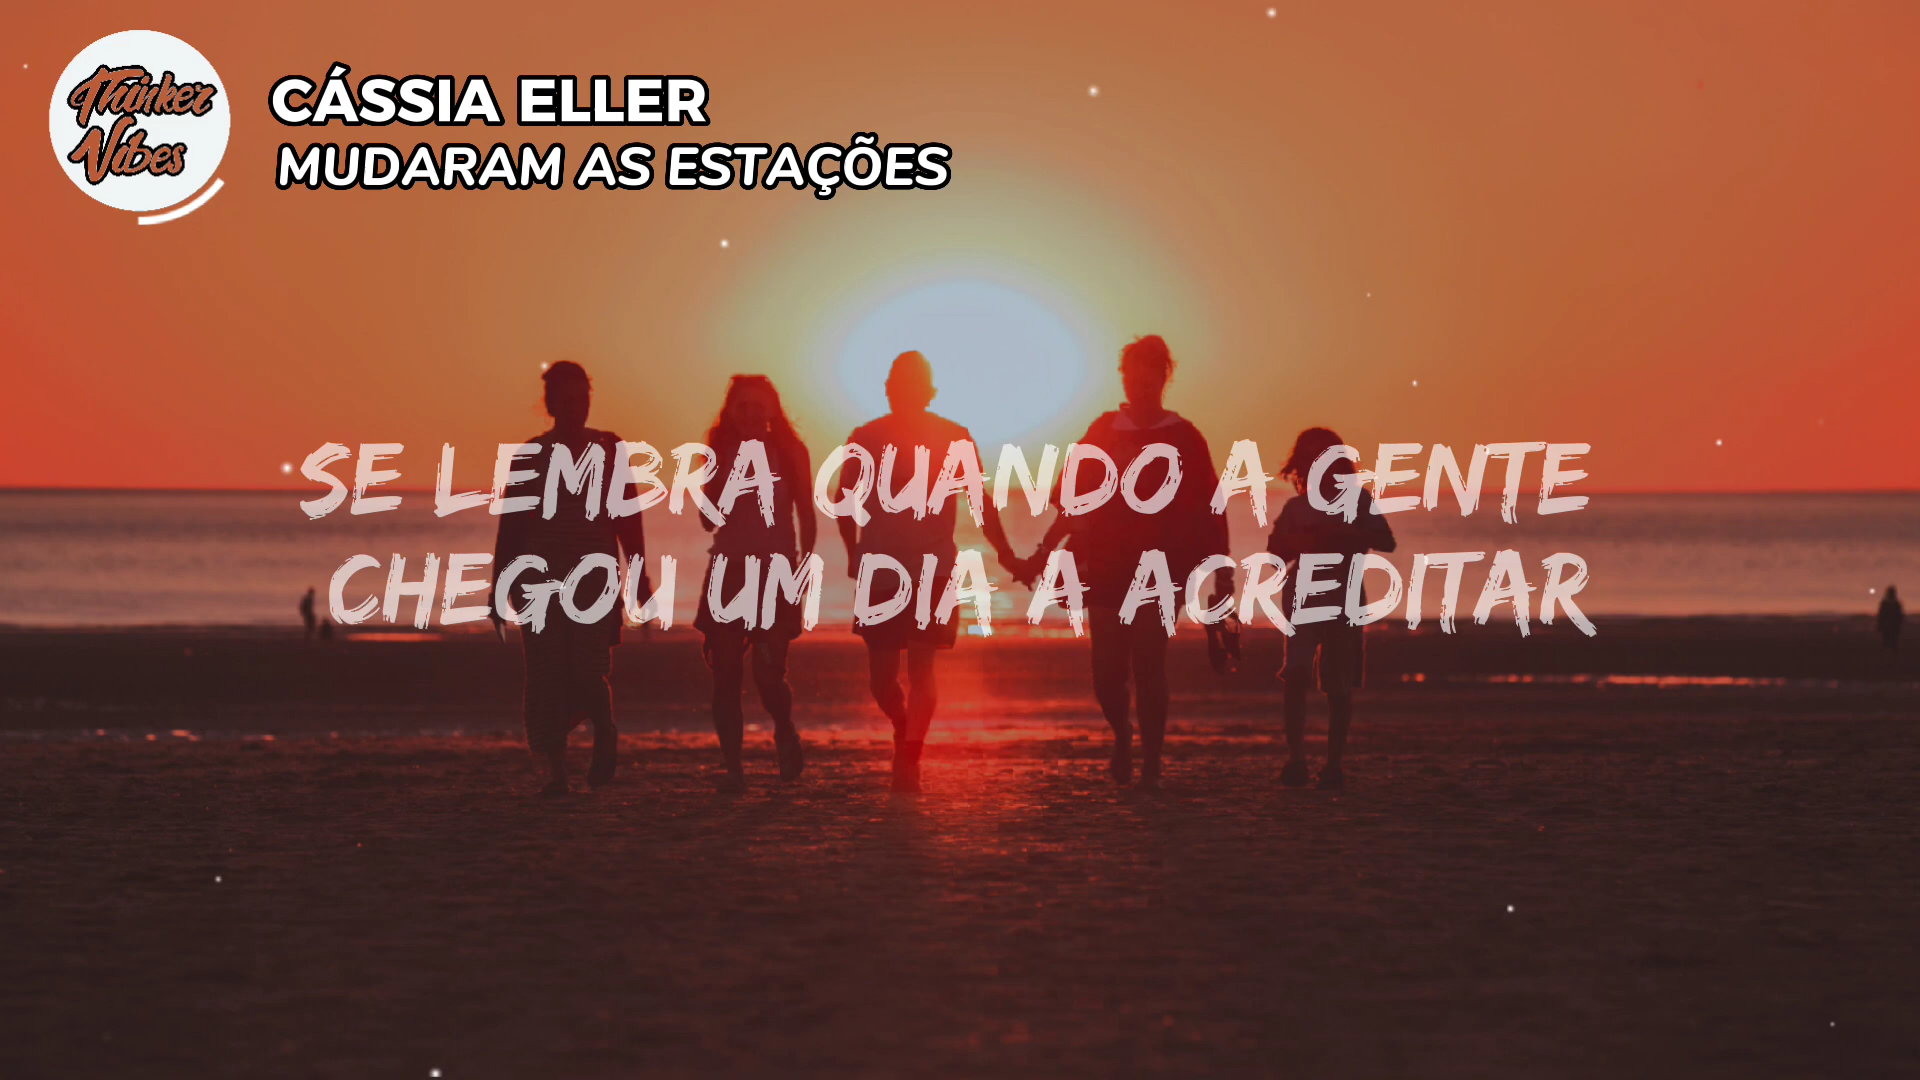 Thinker
Vibes
CÁSSIA ELLER
MUDARAM AS ESTAÇÕES
SE LEMBRA QUANDO A GENTE
CHEGOU UM DIA A ACREDITAR